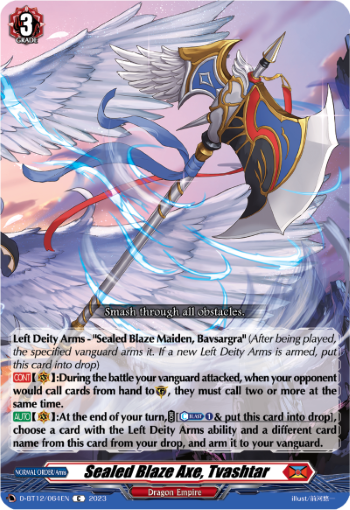 3
GRADE
Smash through all obstacles.
Left Deity Arms - "Sealed Blaze Maiden, Bavsargra" (After being played,
the specified vanguard arms it. If a new Left Deity Arms is armed, put
this card into drop)
CONT【 】:During the battle your vanguard attacked, when your opponent
would call cards from hand to , they must call two or more at the
same time.
AUTO【 】:At the end of your turn, [ & put this card into drop],
choose a card with the Left Deity Arms ability and a different card
name from this card from your drop, and arm it to your vanguard.
NORMAL ORDER/Arms
Sealed Blaze Axe, Tvashtar
Dragon Empire
D-BT12/064EN C 2023